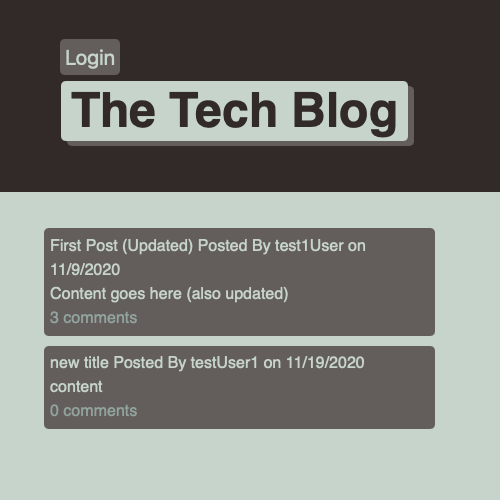 Login
The Tech Blog
First Post (Updated) Posted By test1User on
11/9/2020
Content goes here (also updated)
3 comments
new title Posted By testUser1 on 11/19/2020
content
0 comments